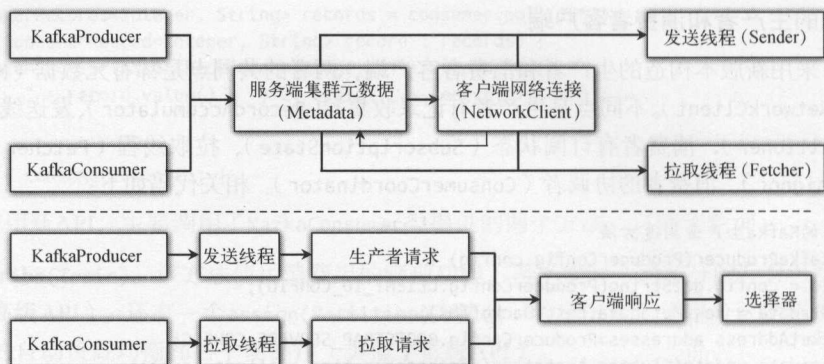 KafkaProducer
发送线程(Sender)
服务端集群元数据
(Metadata)
客户端网络连接
(NetworkClient)
KafkaConsumer
拉取线程(Fetcher)
KafkaProducer
发送线程
生产者请求
客户端响应
选择器
KafkaConsumer
拉取线程
拉取请求